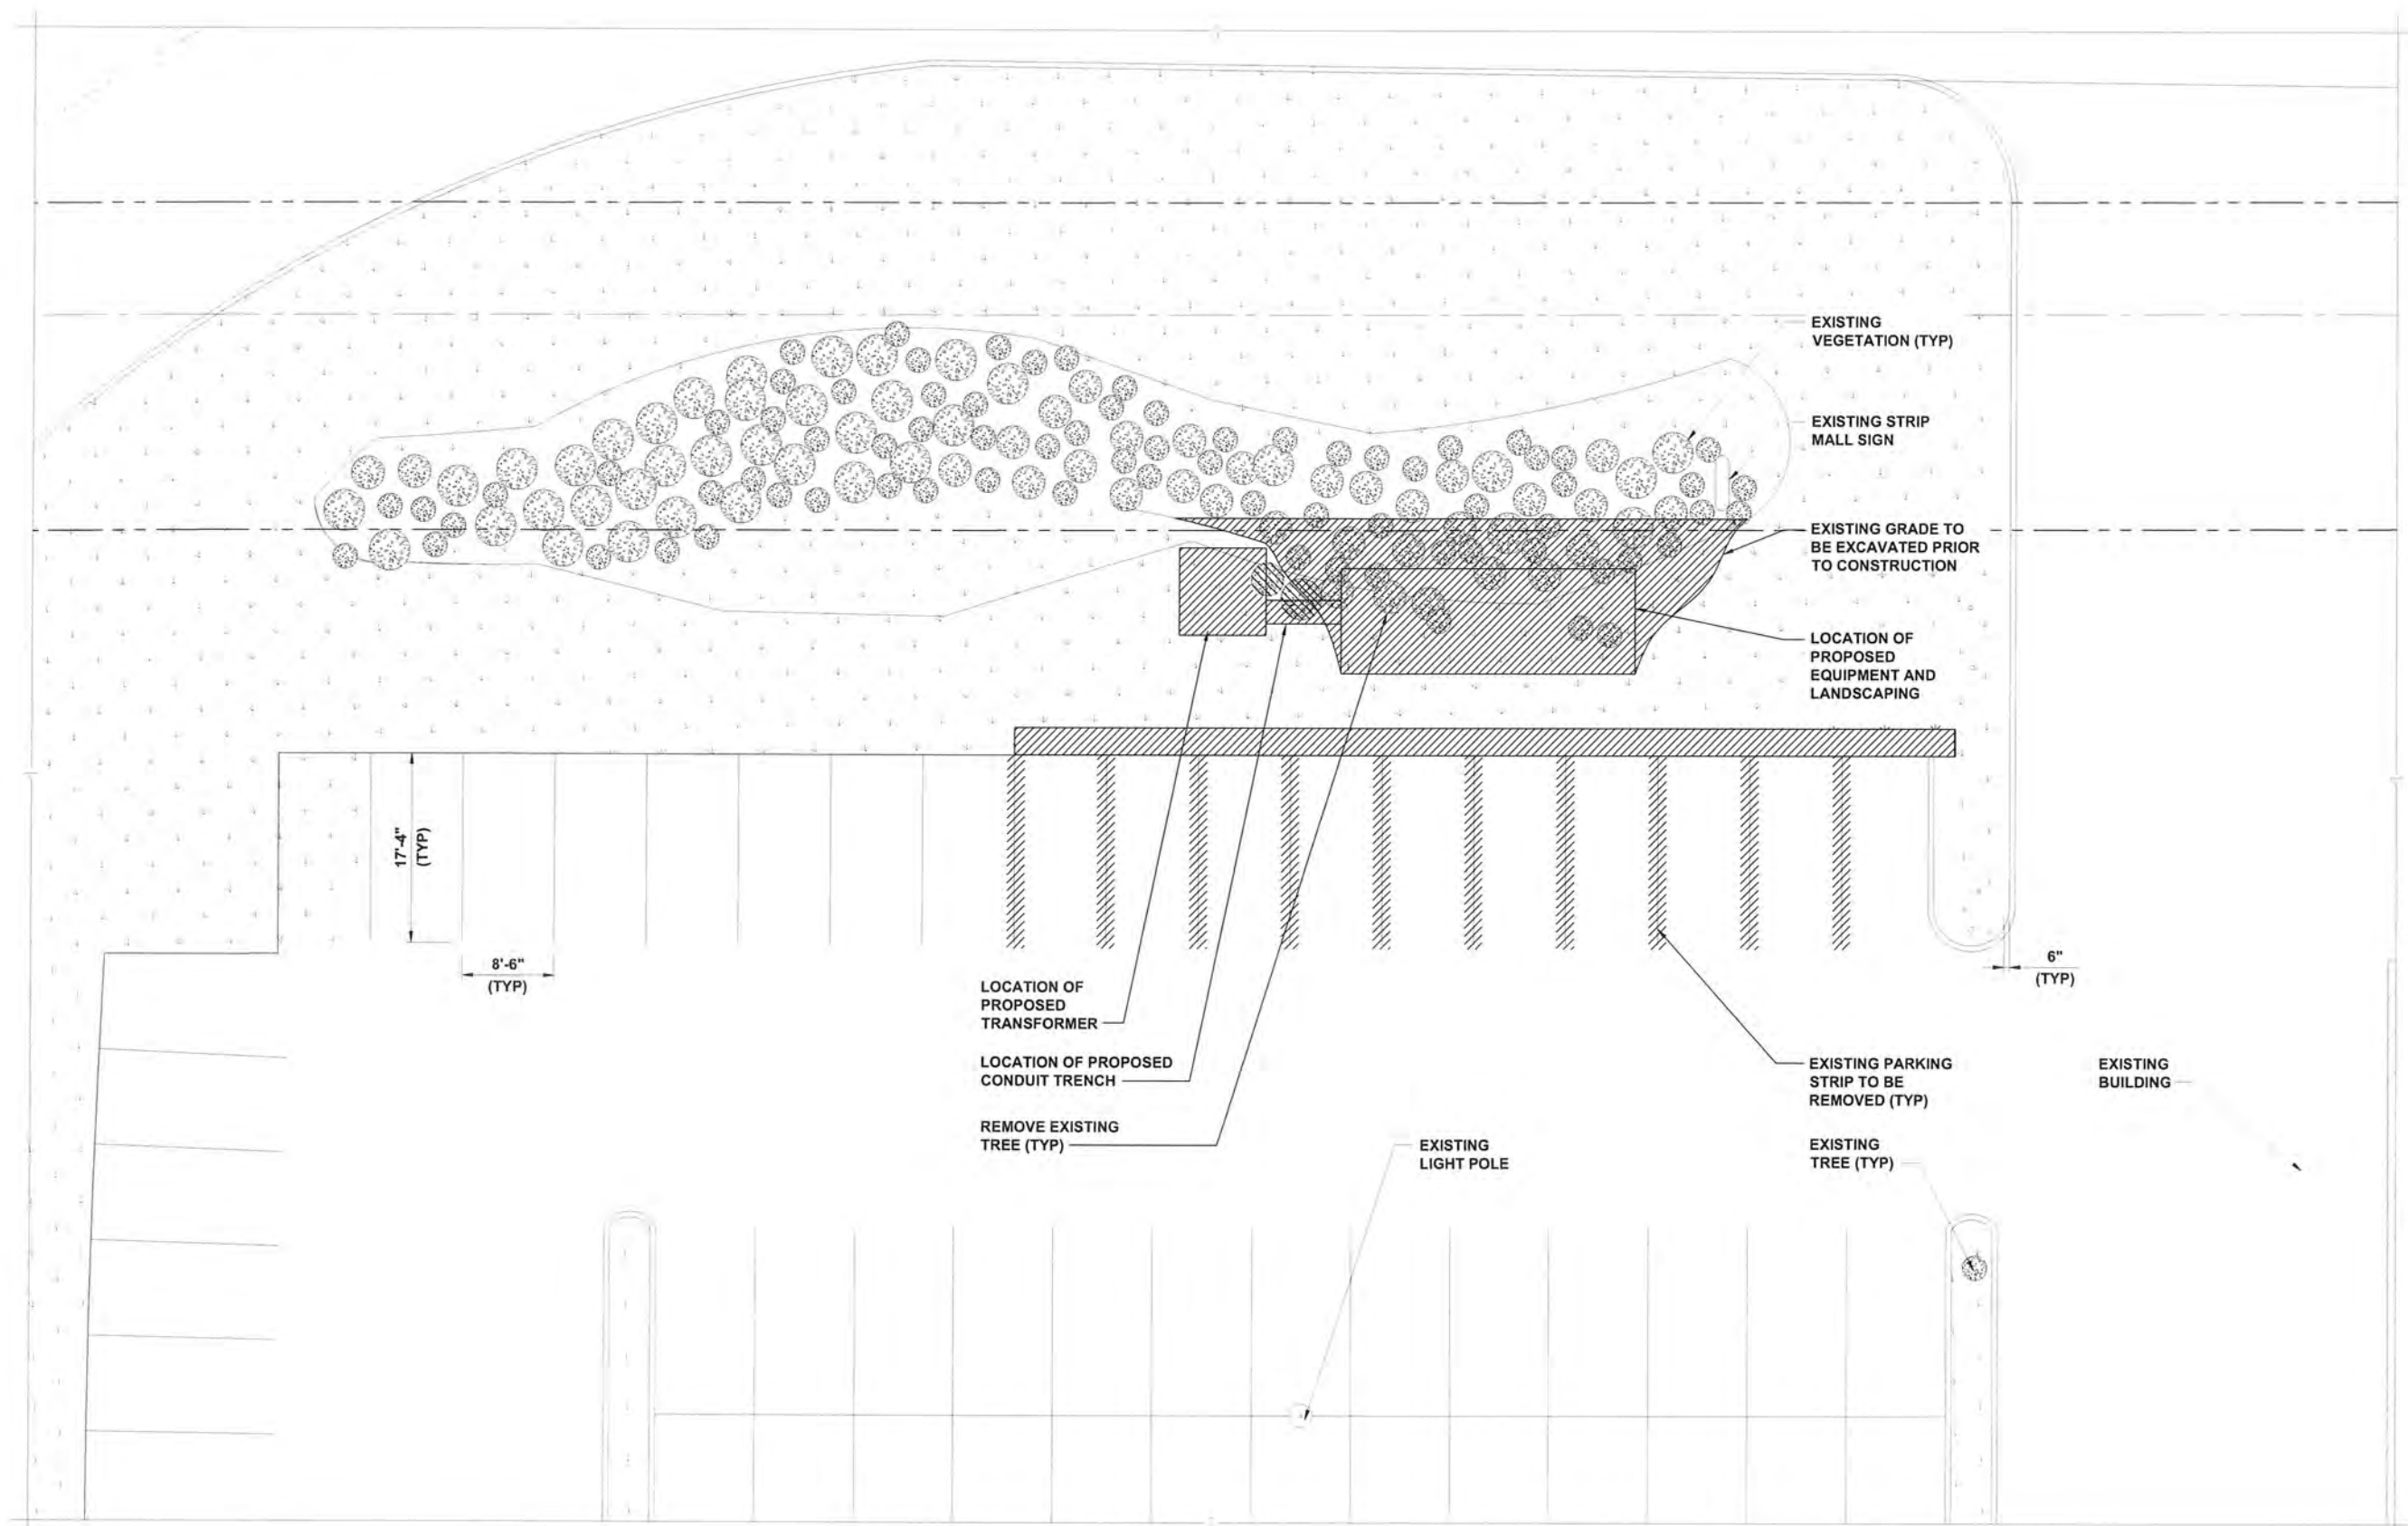 EXISTING
VEGETATION (TYP)
EXISTING STRIP
MALL SIGN
EXISTING GRADE TO
BE EXCAVATED PRIOR
TO CONSTRUCTION
LOCATION OF
PROPOSED
EQUIPMENT AND
LANDSCAPING
17'-4"
(TYP)
8'-6"
(TYP)
6"
(TYP)
LOCATION OF
PROPOSED
TRANSFORMER
LOCATION OF PROPOSED
CONDUIT TRENCH
REMOVE EXISTING
TREE (TYP)
EXISTING PARKING
STRIP TO BE
REMOVED (TYP)
EXISTING
BUILDING
EXISTING
LIGHT POLE
EXISTING
TREE (TYP)